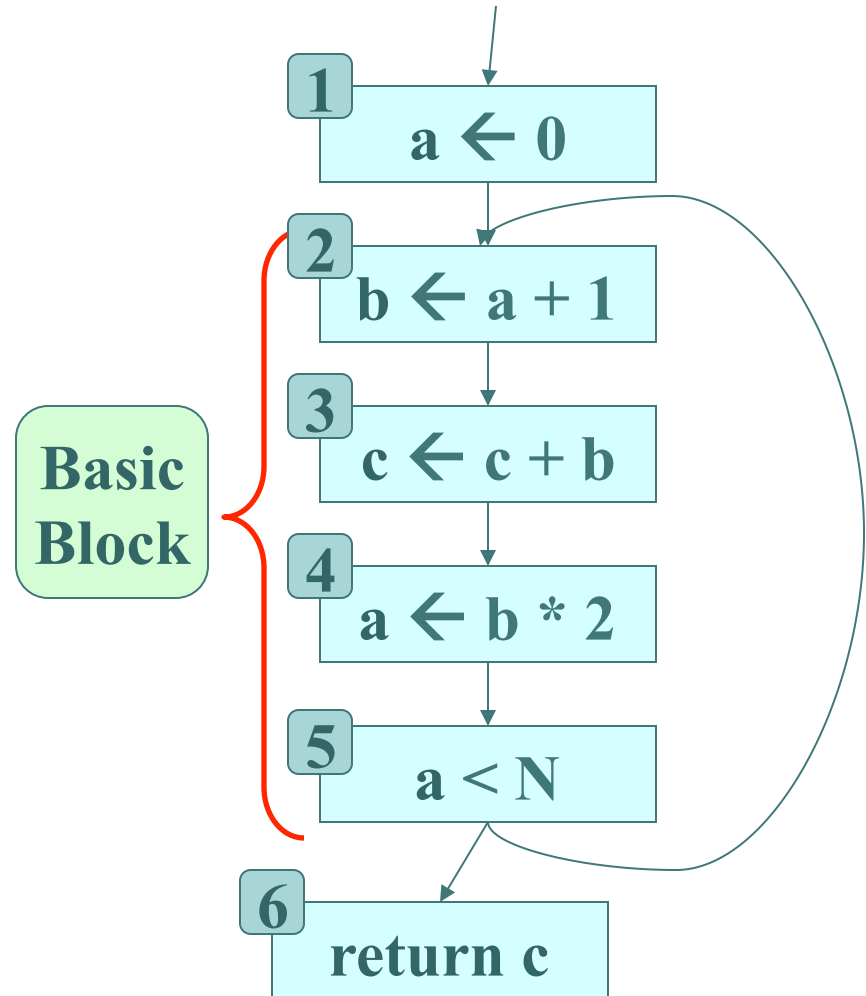 1
a ← 0
2
b ← a + 1
3
c ← c + b
Basic
Block
4
a ← b * 2
5
a < N
6
return c